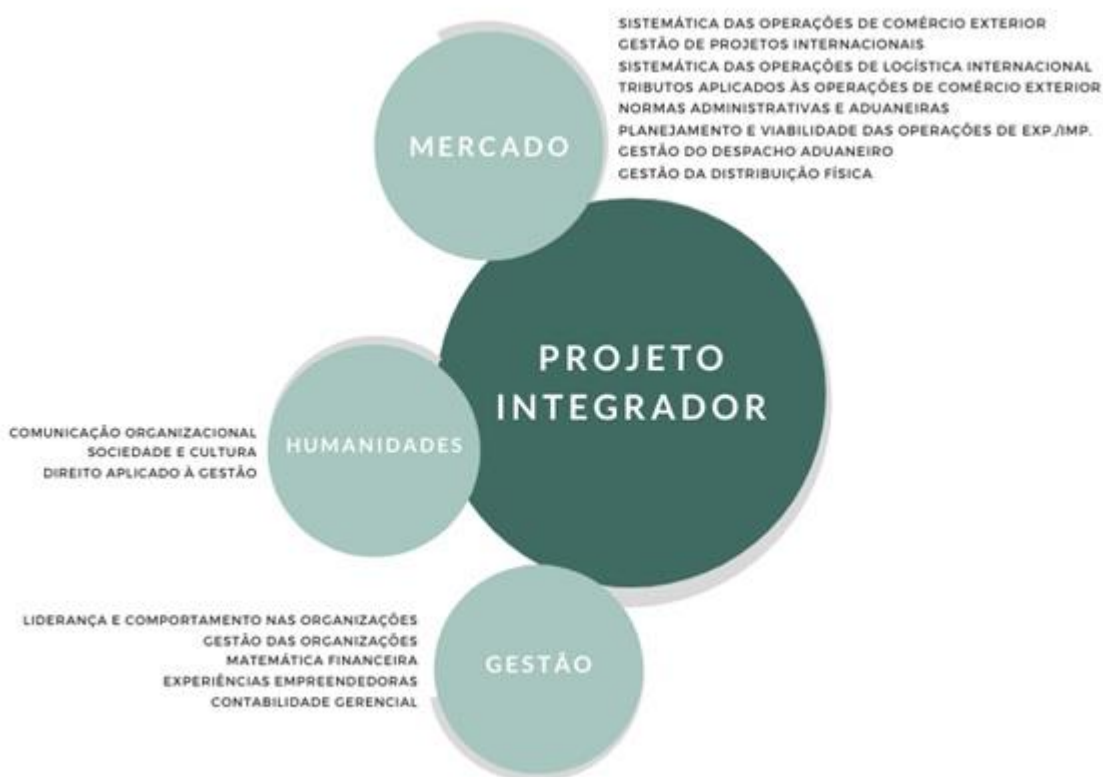 SISTEMÁTICA DAS OPERAÇÕES DE COMÉRCIO EXTERIOR
GESTÃO DE PROJETOS INTERNACIONAIS
SISTEMÁTICA DAS OPERAÇÕES DE LOGÍSTICA INTERNACIONAL
TRIBUTOS APLICADOS ÀS OPERAÇÕES DE COMÉRCIO EXTERIOR
NORMAS ADMINISTRATIVAS E ADUANEIRAS
PLANEJAMENTO E VIABILIDADE DAS OPERAÇÕES DE EXP./IMP.
GESTÃO DO DESPACHO ADUANEIRO
GESTÃO DA DISTRIBUIÇÃO FÍSICA
MERCADO
PROJETO
INTEGRADOR
COMUNICAÇÃO ORGANIZACIONAL
SOCIEDADE E CULTURA
DIREITO APLICADO À GESTÃO
HUMANIDADES
LIDERANÇA E COMPORTAMENTO NAS ORGANIZAÇÕES
GESTÃO DAS ORGANIZAÇÕES
MATEMÁTICA FINANCEIRA
EXPERIÊNCIAS EMPREENDEDORAS
CONTABILIDADE GERENCIAL
GESTÃO